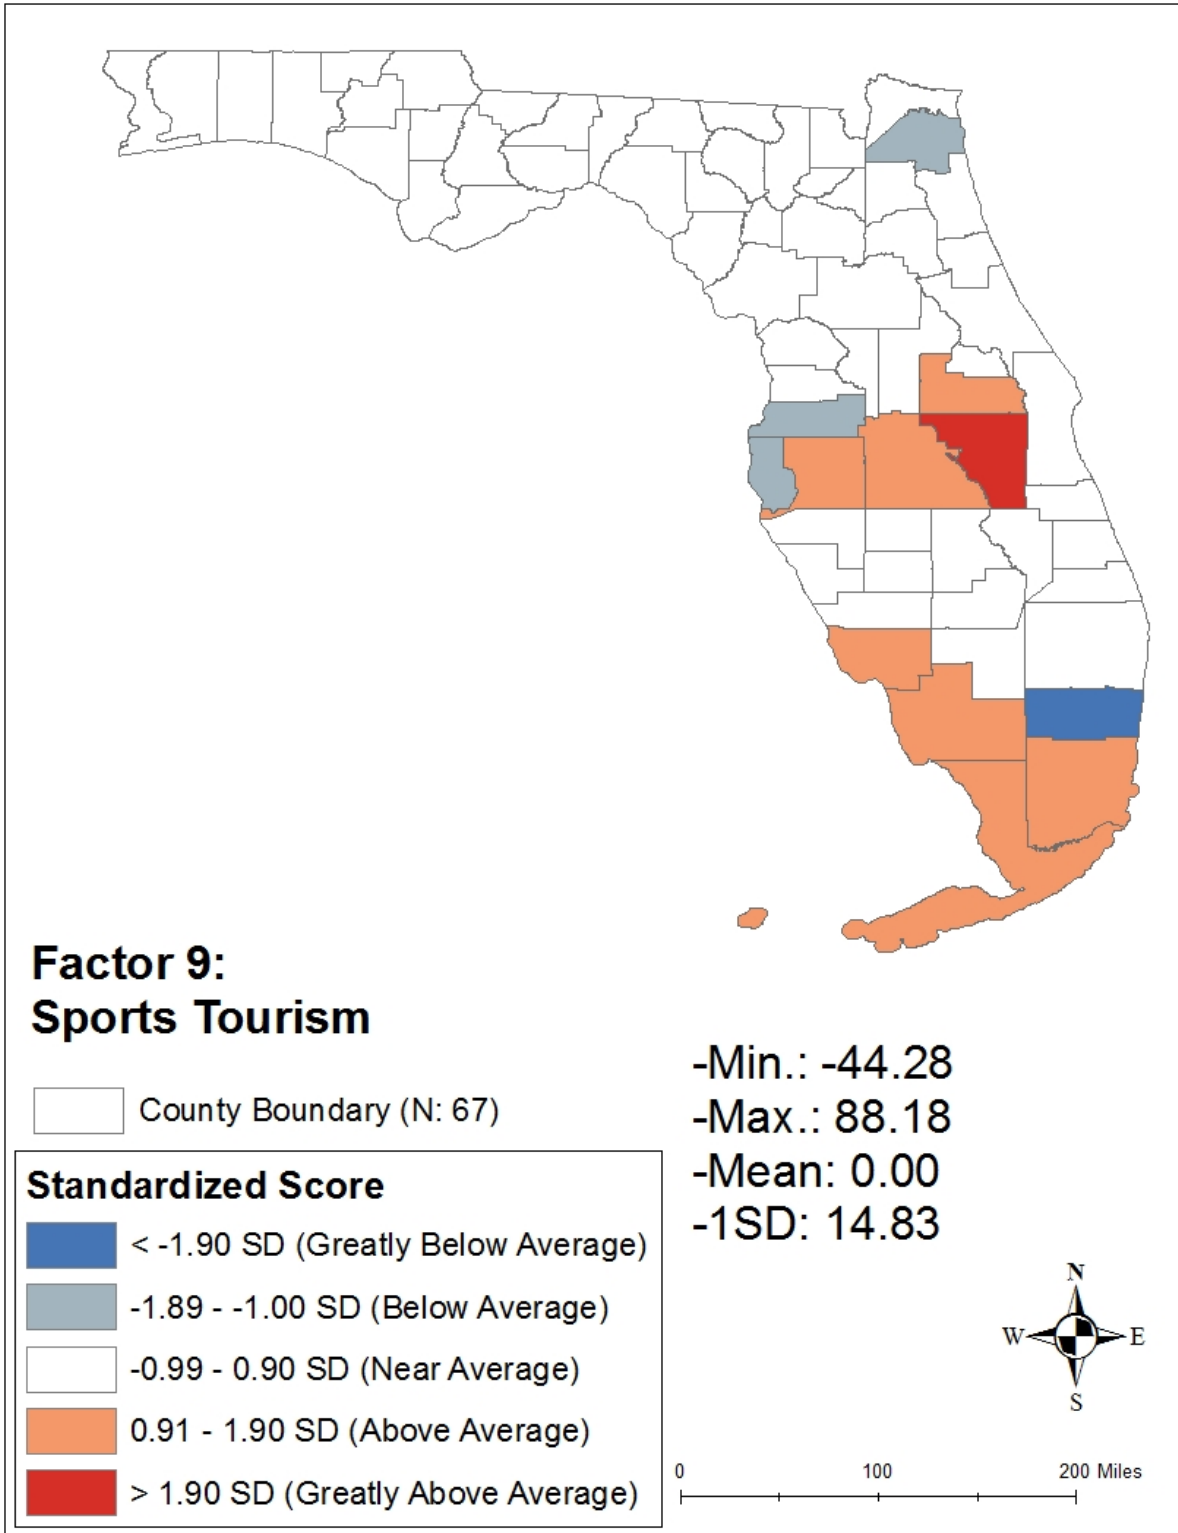 Factor 9:
Sports Tourism
County Boundary (N: 67)
Standardized Score
< -1.90 SD (Greatly Below Average)
-1.89 - -1.00 SD (Below Average)
-0.99 - 0.90 SD (Near Average)
0.91 - 1.90 SD (Above Average)
> 1.90 SD (Greatly Above Average)
-Min.: -44.28
-Max.: 88.18
-Mean: 0.00
-1SD: 14.83
N
W E
S
0 100 200 Miles